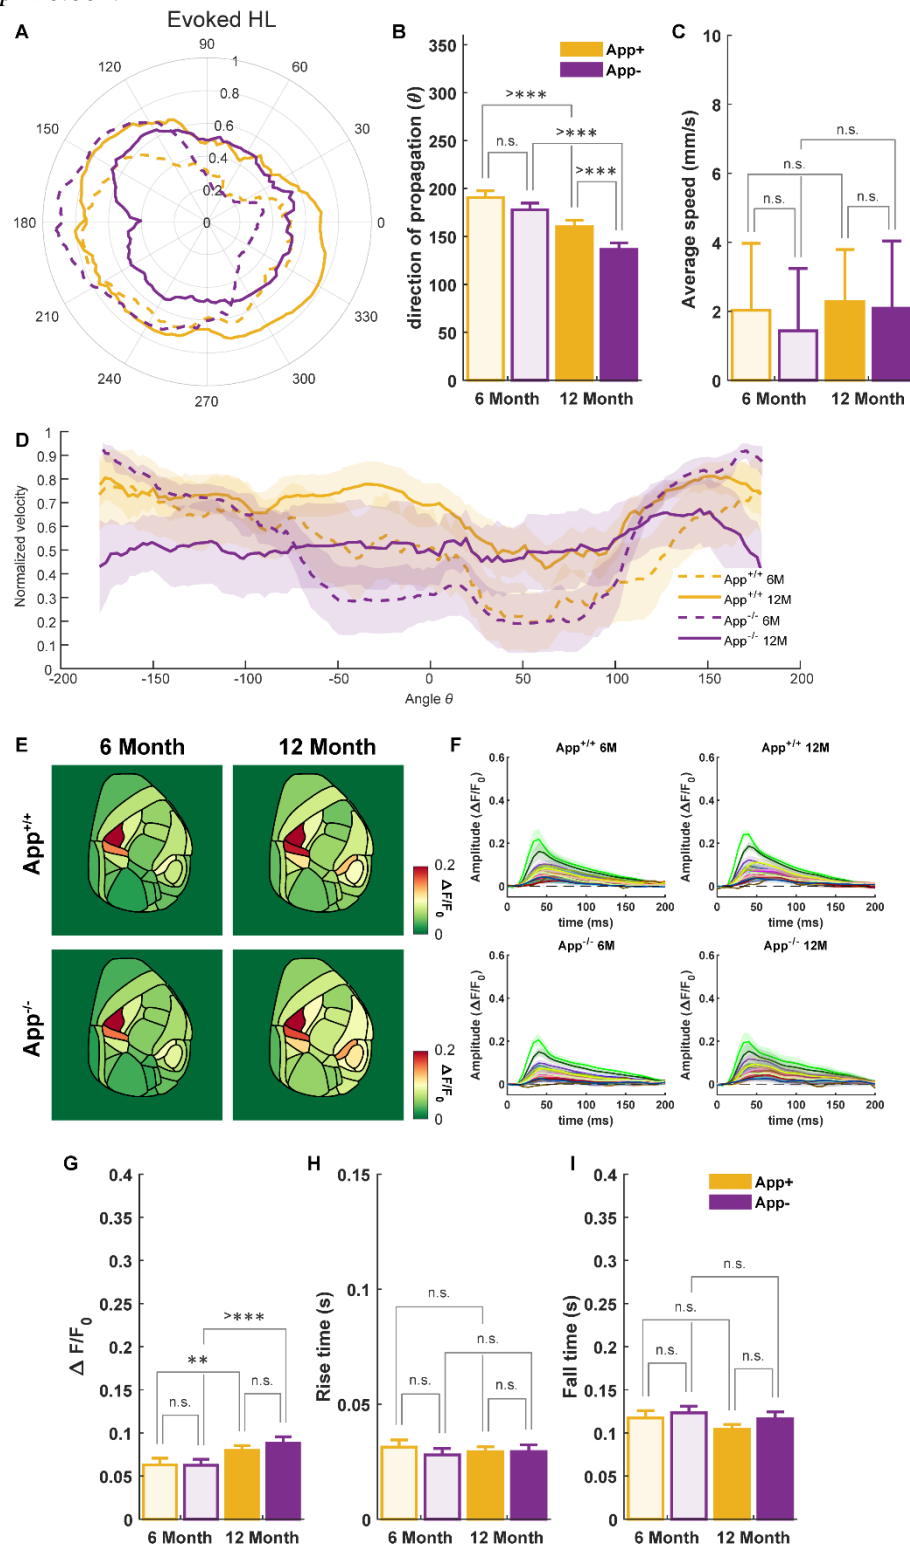 A
Evoked HL
90
120
60
150
30
180
0
210
330
240
300
270
1
0.8
0.6
0.4
0.2
0
B
App+
App-
direction of propagation (θ)
350
300
250
200
150
100
50
0
>***
>***
n.s.
>***
6 Month 12 Month
C
Average speed (mm/s)
10
8
6
4
2
0
n.s.
n.s.
n.s.
n.s.
6 Month 12 Month
D
Normalized velocity
1
0.9
0.8
0.7
0.6
0.5
0.4
0.3
0.2
0.1
0
-200 -150 -100 -50 0 50 100 150 200
Angle θ
App+/+ 6M
App+/+ 12M
App-/- 6M
App-/- 12M
E
6 Month 12 Month
App+/+
0.2
Δ F/F0
0
App-/-
0.2
Δ F/F0
0
F
App+/+ 6M
Amplitude (ΔF/F0)
0.6
0.4
0.2
0
0 50 100 150 200
time (ms)
App+/+ 12M
Amplitude (ΔF/F0)
0.6
0.4
0.2
0
0 50 100 150 200
time (ms)
App-/- 6M
Amplitude (ΔF/F0)
0.6
0.4
0.2
0
0 50 100 150 200
time (ms)
App-/- 12M
Amplitude (ΔF/F0)
0.6
0.4
0.2
0
0 50 100 150 200
time (ms)
G
Δ F/F0
0.4
0.35
0.3
0.25
0.2
0.15
0.1
0.05
0
>***
**
n.s.
n.s.
6 Month 12 Month
H
Rise time (s)
0.15
0.1
0.05
0
n.s.
n.s.
n.s.
n.s.
6 Month 12 Month
I
App+
App-
Fall time (s)
0.4
0.35
0.3
0.25
0.2
0.15
0.1
0.05
0
n.s.
n.s.
n.s.
n.s.
6 Month 12 Month